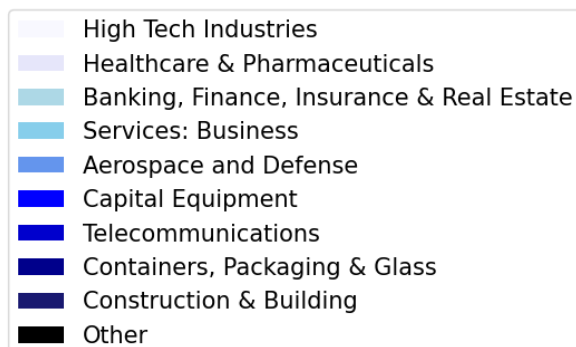 High Tech Industries
Healthcare & Pharmaceuticals
Banking, Finance, Insurance & Real Estate
Services: Business
Aerospace and Defense
Capital Equipment
Telecommunications
Containers, Packaging & Glass
Construction & Building
Other